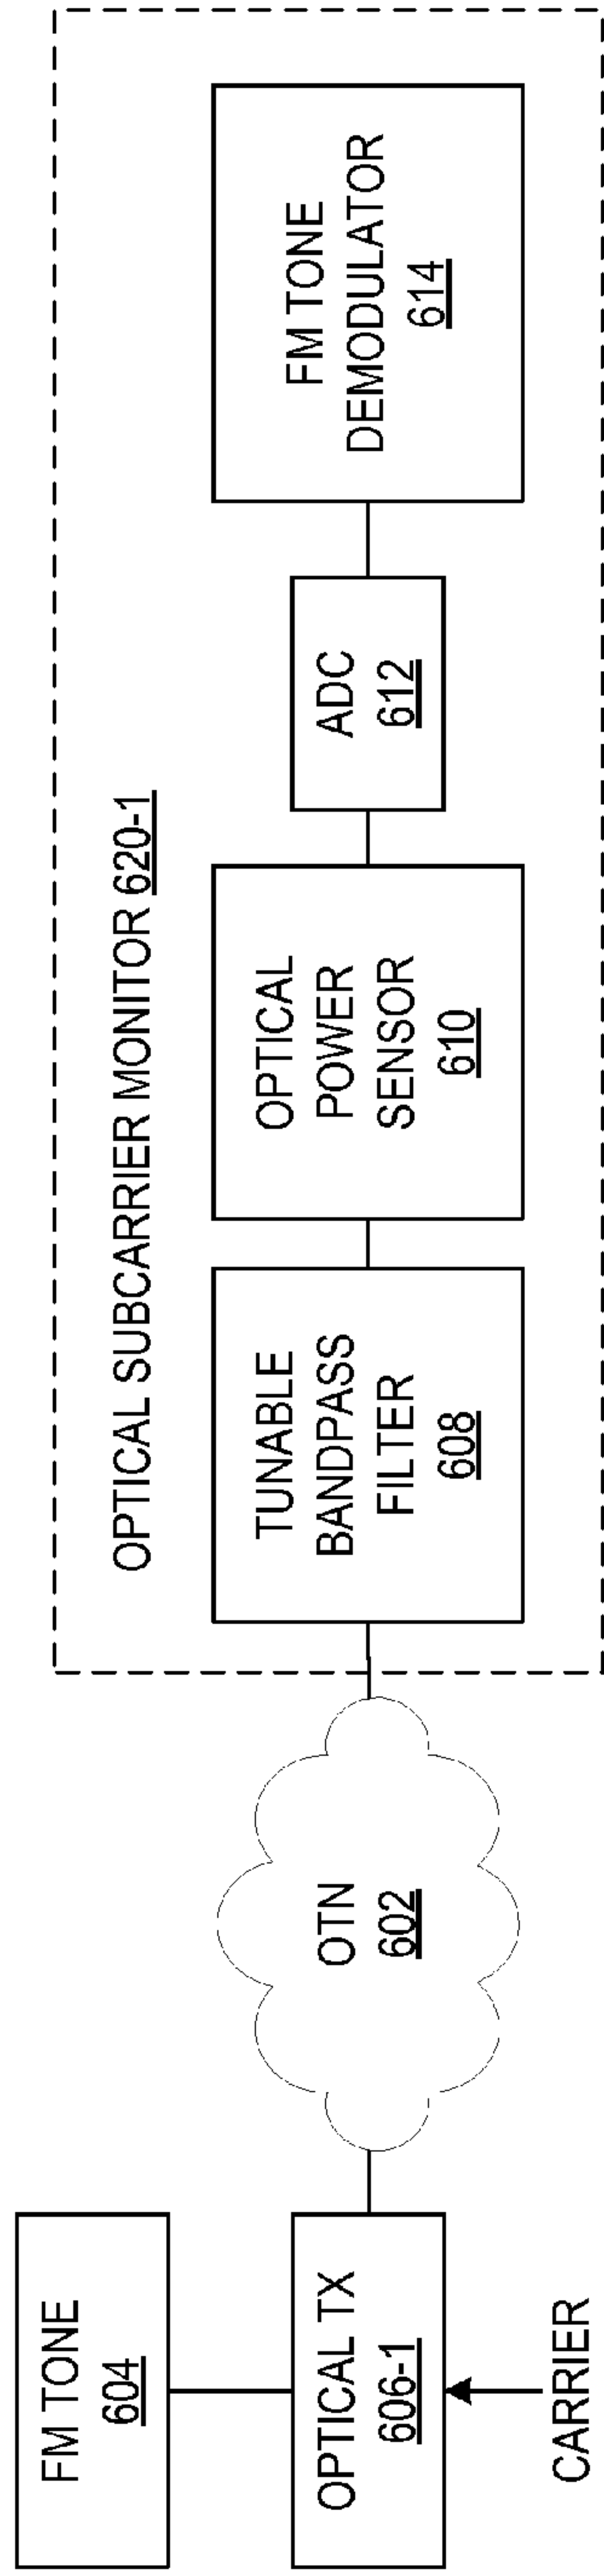 FM TONE
604
OPTICAL TX
606-1
CARRIER
OTN
602
OPTICAL SUBCARRIER MONITOR 620-1
TUNABLE
BANDPASS
FILTER
608
OPTICAL
POWER
SENSOR
610
ADC
612
FM TONE
DEMODULATOR
614